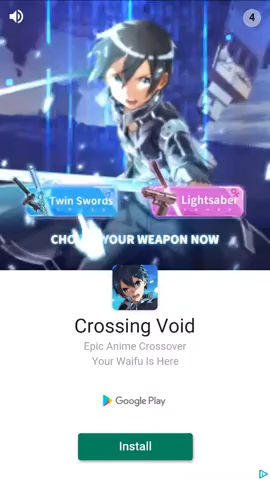 4
Twin Swords
Lightsaber
YOUR WEAPON NOW
Crossing Void
Epic Anime Crossover
Your Waifu Is Here
Google Play
Install